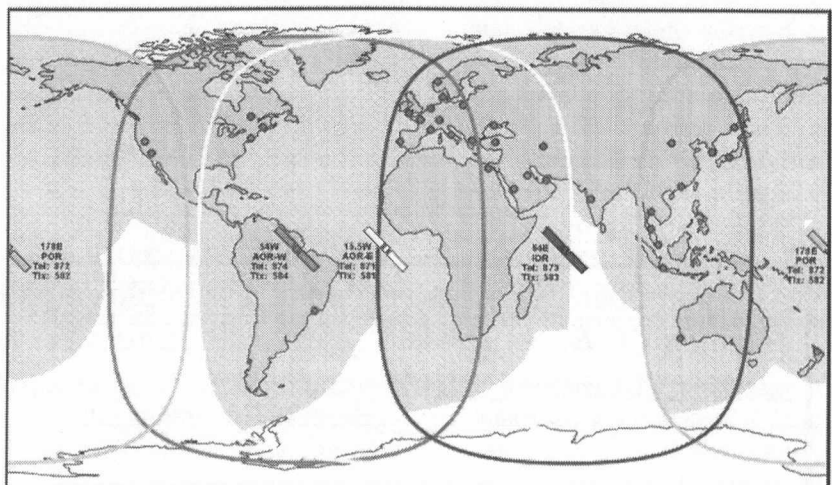 178E
POR
Tel: 872
Tlx: 582
54W
AOR-W
Tel: 874
Tlx: 584
15.5W
AOR-E
Tel: 871
Tlx: 581
64E
IOR
Tel: 873
Tlx: 583
178E
POR
Tel: 872
Tlx: 582